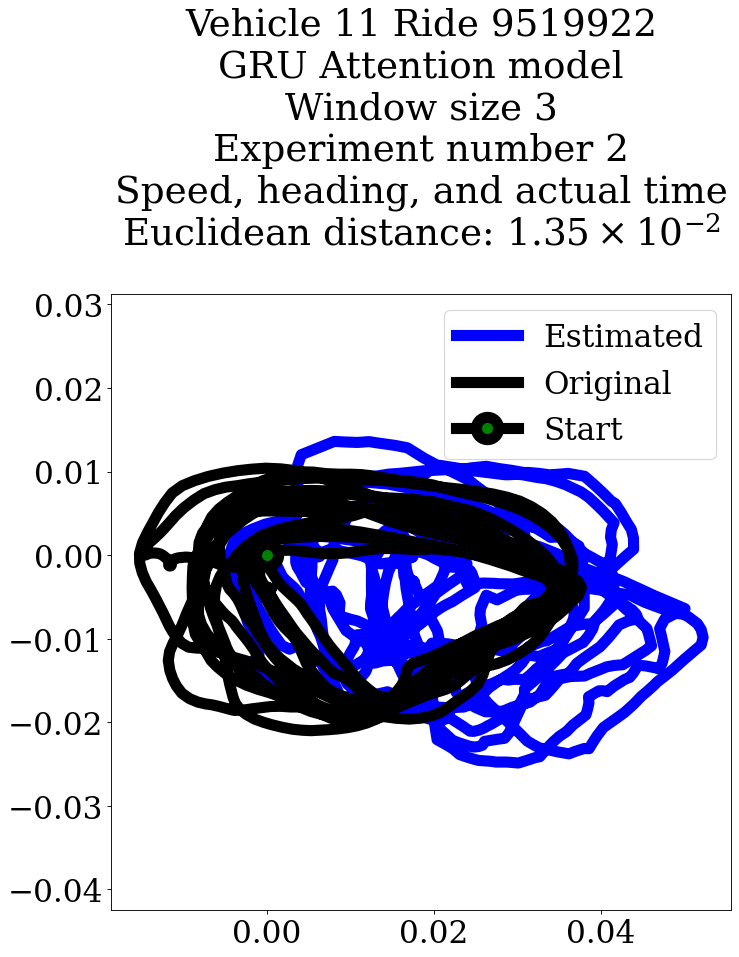 Vehicle 11 Ride 9519922
GRU Attention model
Window size 3
Experiment number 2
Speed, heading, and actual time
Euclidean distance: 1.35 × 10⁻²
0.03
0.02
0.01
0.00
−0.01
−0.02
−0.03
−0.04
Estimated
Original
Start
0.00 0.02 0.04